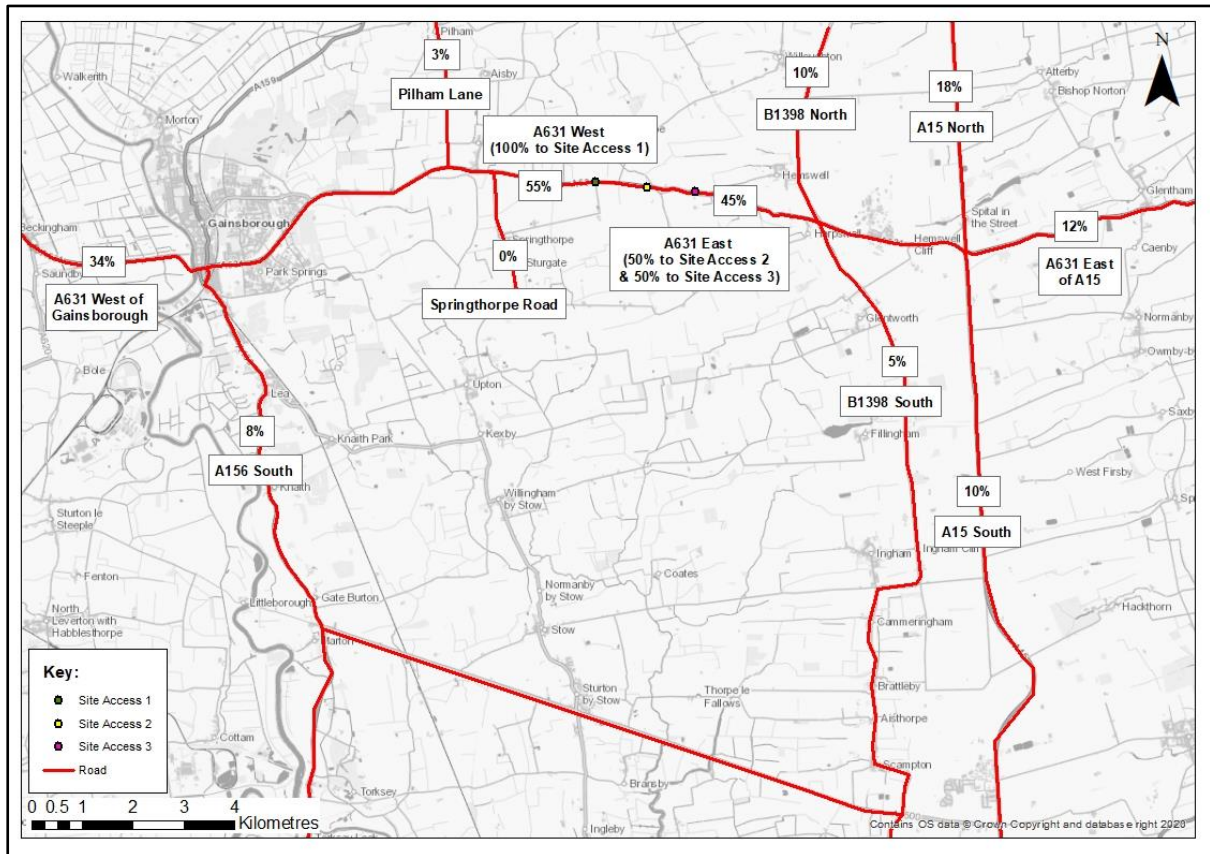 Pilham
N
Walkerith
A159
3%
Aisby
10%
18%
Atterby
Bishop Norton
Morton
Pilham Lane
B1398 North
A15 North
A631 West
(100% to Site Access 1)
Hemswell
Glentham
Gainsborough
55%
45%
Spital in
the Street
Beckingham
Harpswell
Hemswell
Cliff
12%
Caenby
Springthorpe
Sturgate
0%
34%
Saundby
Park Springs
A631 East
(50% to Site Access 2
& 50% to Site Access 3)
A631 East
of A15
A631 West of
Gainsborough
Springthorpe Road
Glentworth
Normanby
Owmby-b
Bole
5%
Lea
Upton
B1398 South
Saxb
8%
Knaith Park
Kexby
Fillingham
West Firsby
A156 South
Knaith
10%
Sp
Sturton le
Steeple
Willingham
by Stow
A15 South
Ingham
Ingham Cliff
Fenton
Coates
Normanby
by Stow
Littleborough
Gate Burton
North
Leverton with
Habblesthorpe
Hackthorn
Cammeringham
Marton
Stow
Key:
Site Access 1
Site Access 2
Site Access 3
Road
Sturton
by Stow
Thorpe le
Fallows
Brattleby
Aisthorpe
Cottam
Scampton
Bransby
Torksey
0 0.5 1 2 3 4
Kilometres
Ingleby
Contains OS data © Crown Copyright and database right 2020